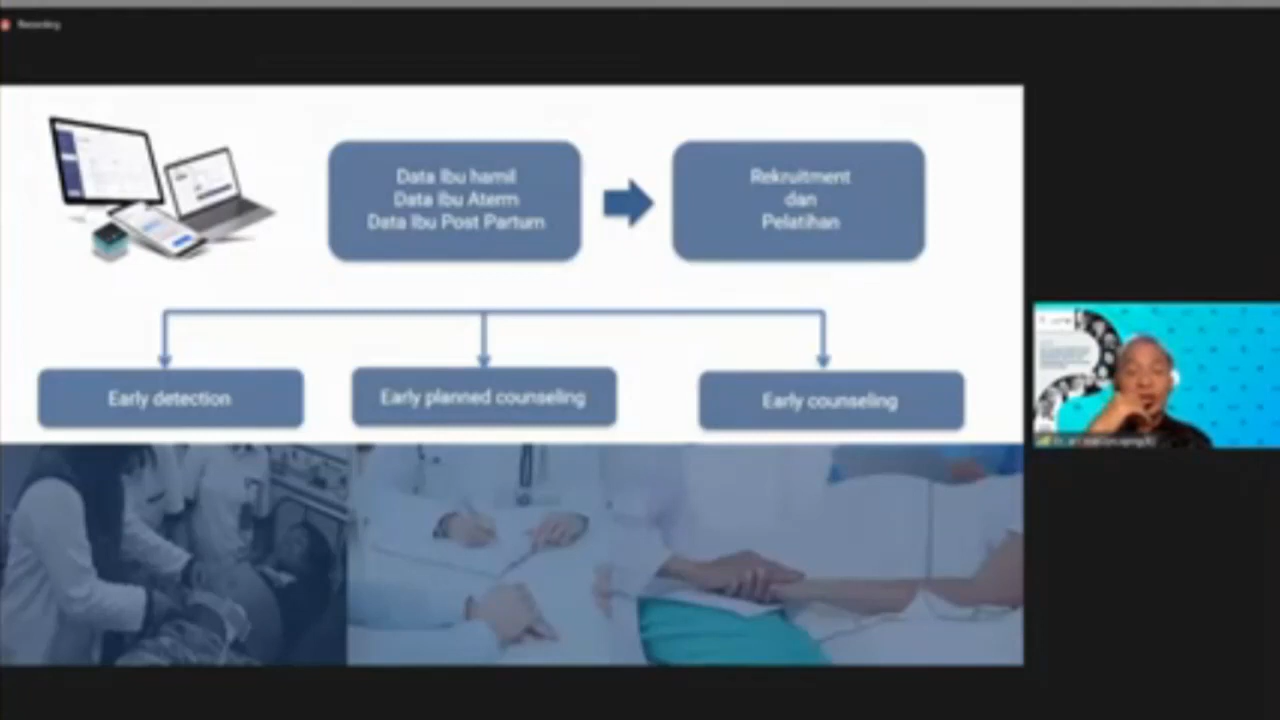 Recording
Data Ibu hamil
Data Ibu Aterm
Data Ibu Post Partum
Rekruitment
dan
Pelatihan
Early detection
Early planned counseling
Early counseling